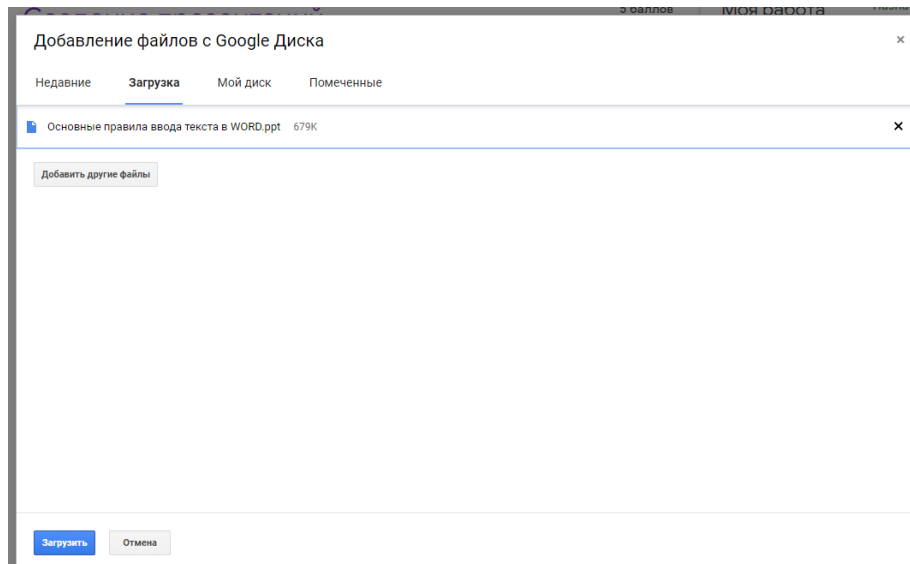 5 баллов
Моя работа
Добавление файлов с Google Диска
×
Недавние Загрузка Мой диск Помеченные
Основные правила ввода текста в WORD.ppt 679K ×
Добавить другие файлы
Загрузить Отмена